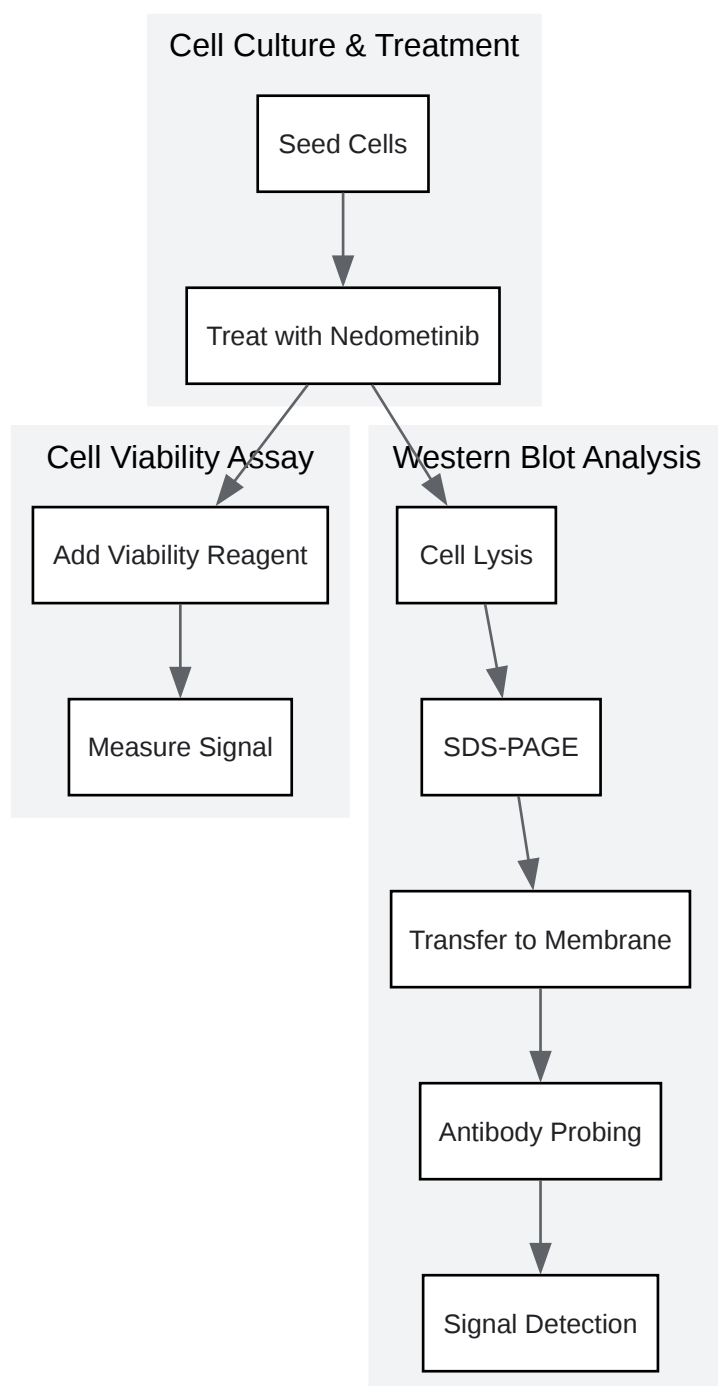 Cell Culture & Treatment
Seed Cells
Treat with Nedometinib
Cell Viability Assay
Add Viability Reagent
Measure Signal
Western Blot Analysis
Cell Lysis
SDS-PAGE
Transfer to Membrane
Antibody Probing
Signal Detection